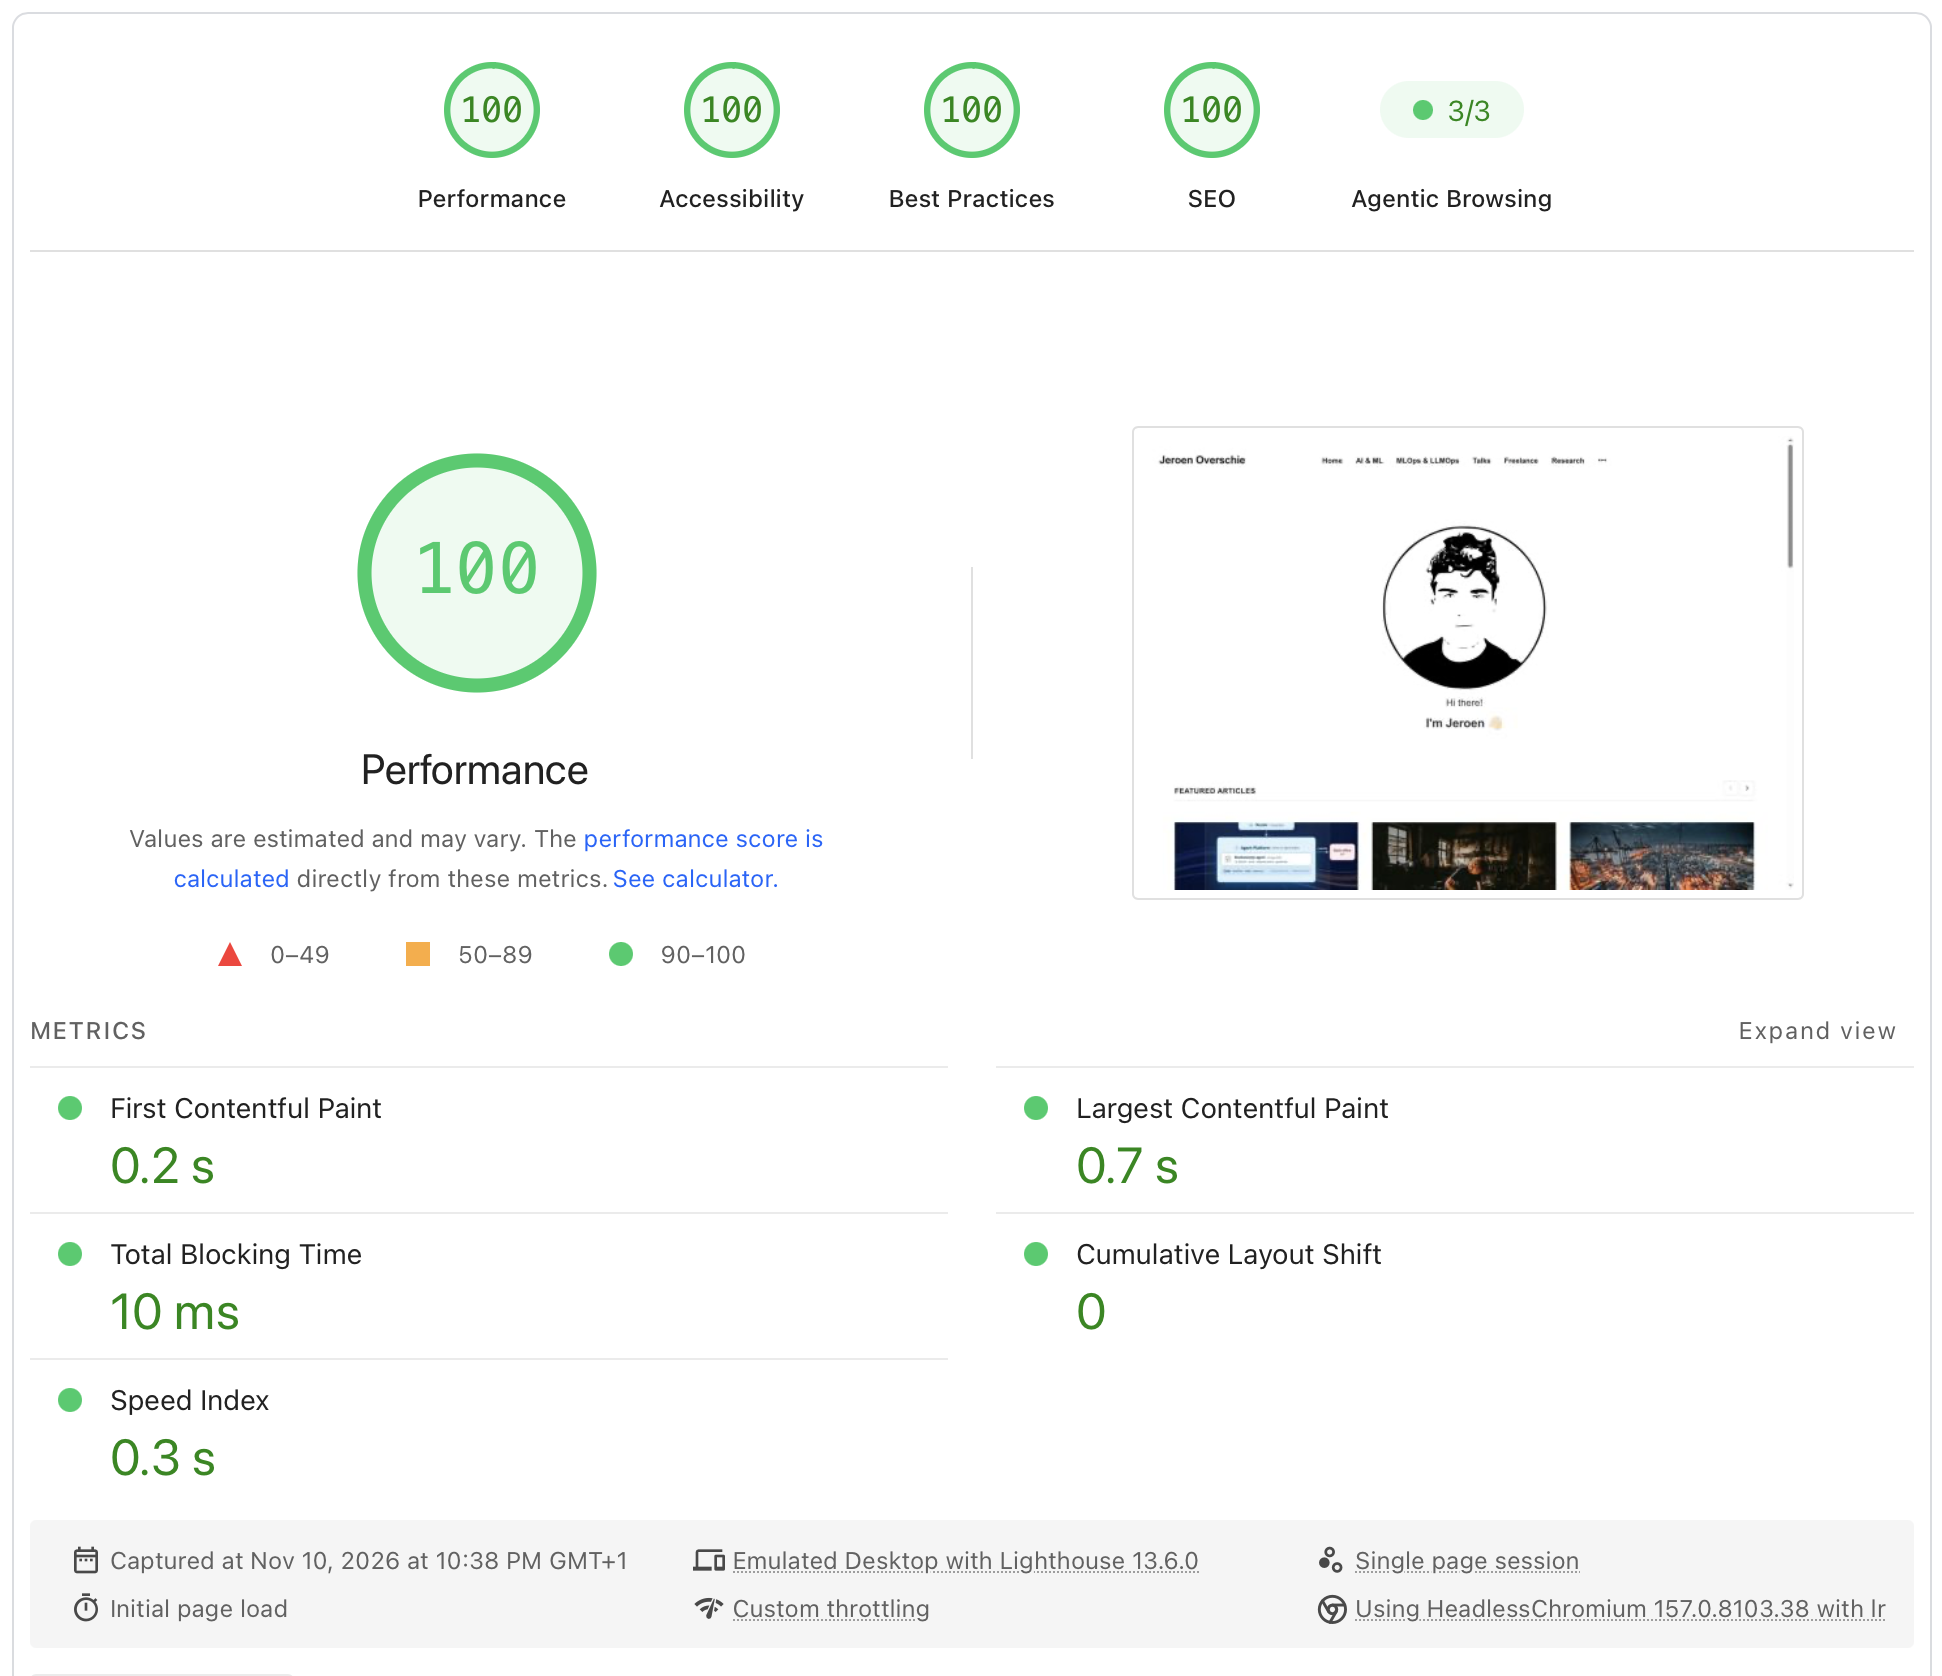 100
100
100
100
3/3
Performance
Accessibility
Best Practices
SEO
Agentic Browsing
100
Performance
Values are estimated and may vary. The performance score is
calculated directly from these metrics. See calculator.
0–49
50–89
90–100
Jeroen Overschie
Home
AI & ML
MLOps & LLMOps
Talks
Freelance
Research
Hi there!
I'm Jeroen
FEATURED ARTICLES
METRICS
Expand view
First Contentful Paint
0.2 s
Largest Contentful Paint
0.7 s
Total Blocking Time
10 ms
Cumulative Layout Shift
0
Speed Index
0.3 s
Captured at Nov 10, 2026 at 10:38 PM GMT+1
Emulated Desktop with Lighthouse 13.6.0
Single page session
Initial page load
Custom throttling
Using HeadlessChromium 157.0.8103.38 with lr